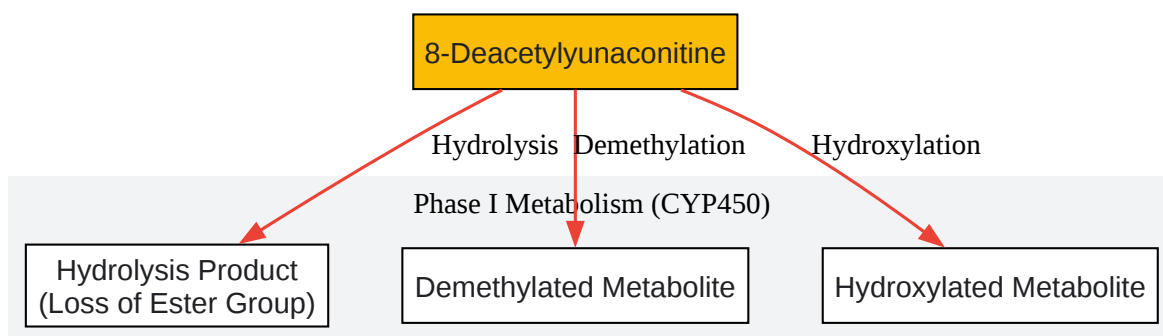 8-Deacetylyunaconitine
Hydrolysis
Demethylation
Hydroxylation
Phase I Metabolism (CYP450)
Hydrolysis Product
(Loss of Ester Group)
Demethylated Metabolite
Hydroxylated Metabolite